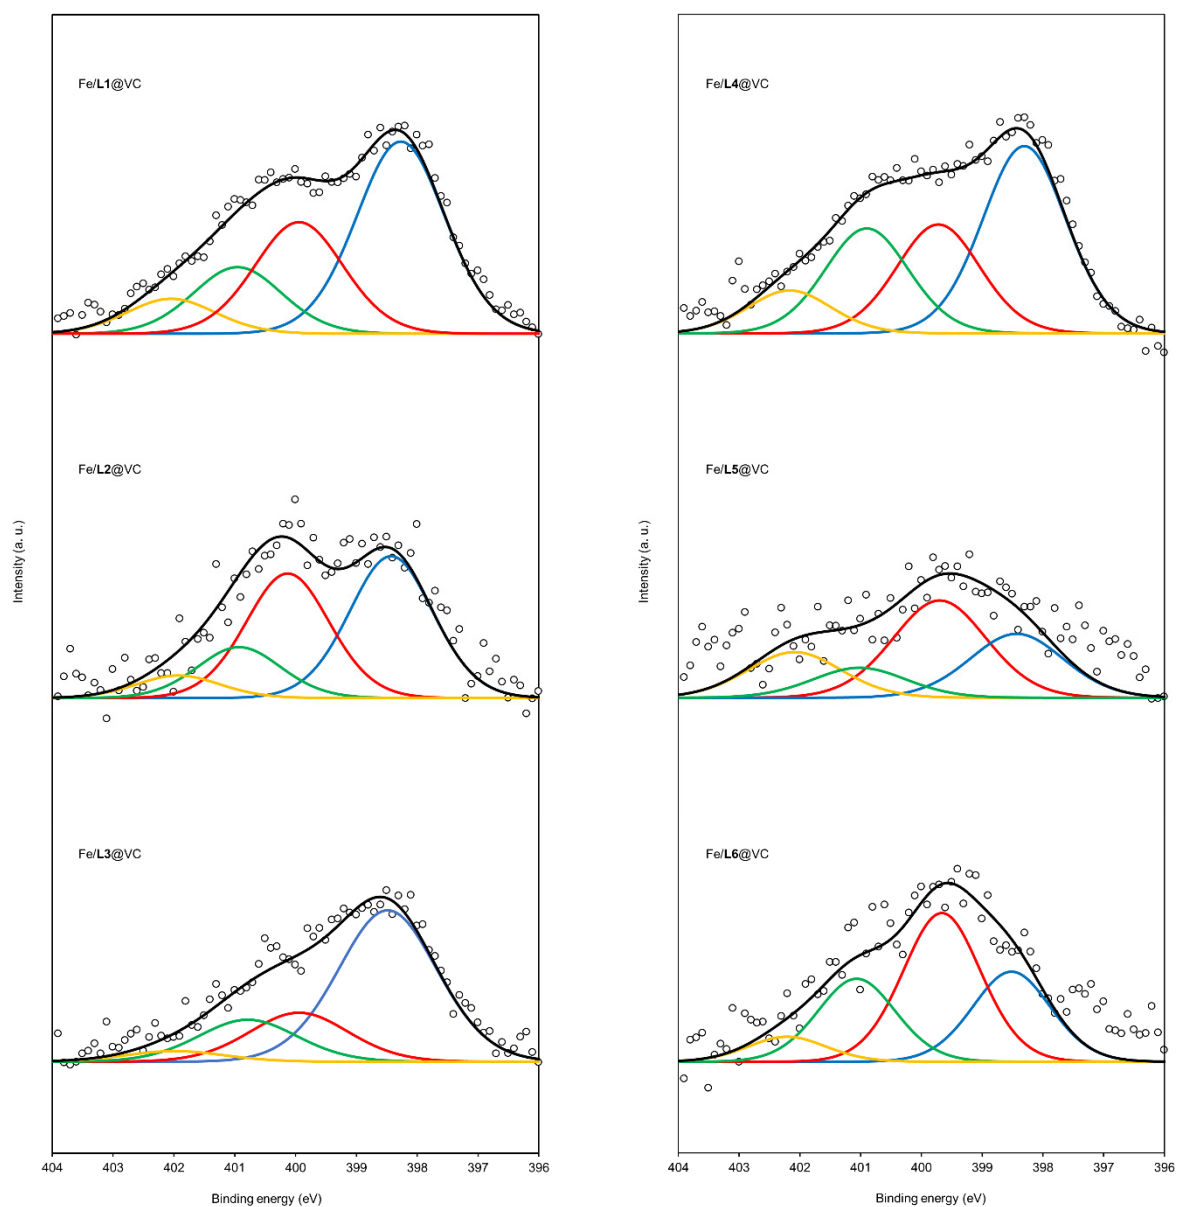 Fe/L1@VC
Fe/L2@VC
Fe/L3@VC
Intensity (a. u.)
404 403 402 401 400 399 398 397 396
Binding energy (eV)
Fe/L4@VC
Fe/L5@VC
Fe/L6@VC
Intensity (a. u.)
404 403 402 401 400 399 398 397 396
Binding energy (eV)